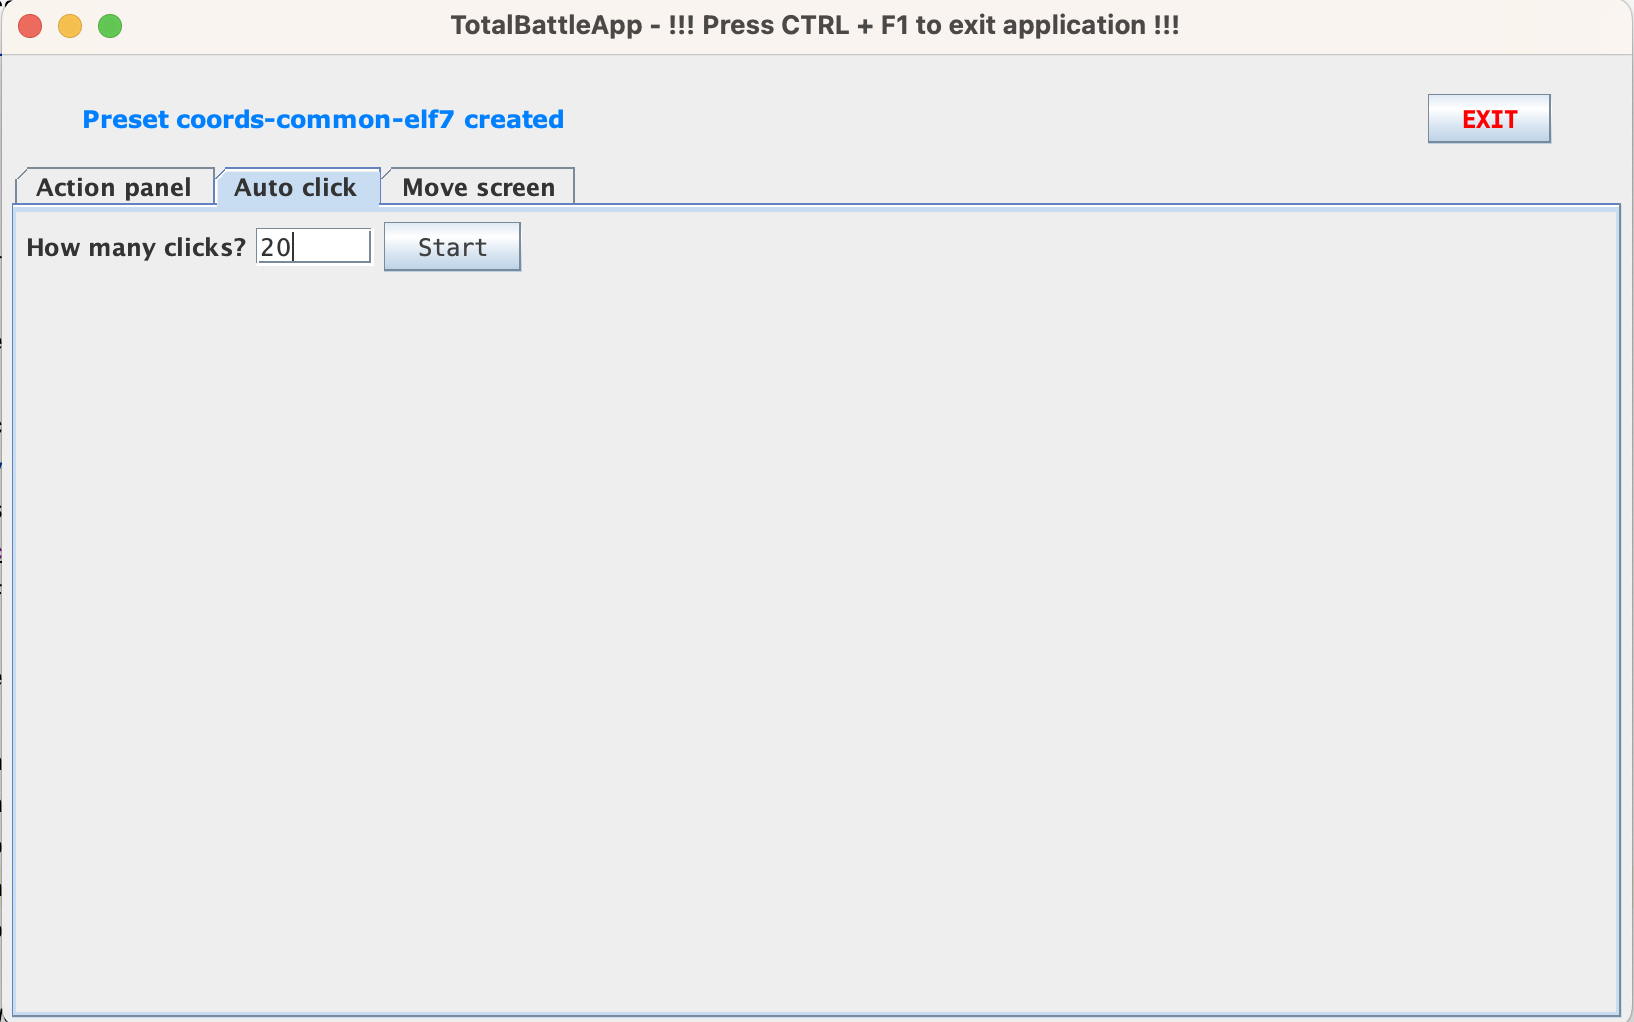 TotalBattleApp - !!! Press CTRL + F1 to exit application !!!
Preset coords-common-elf7 created
EXIT
Action panel Auto click Move screen
How many clicks? 20 Start